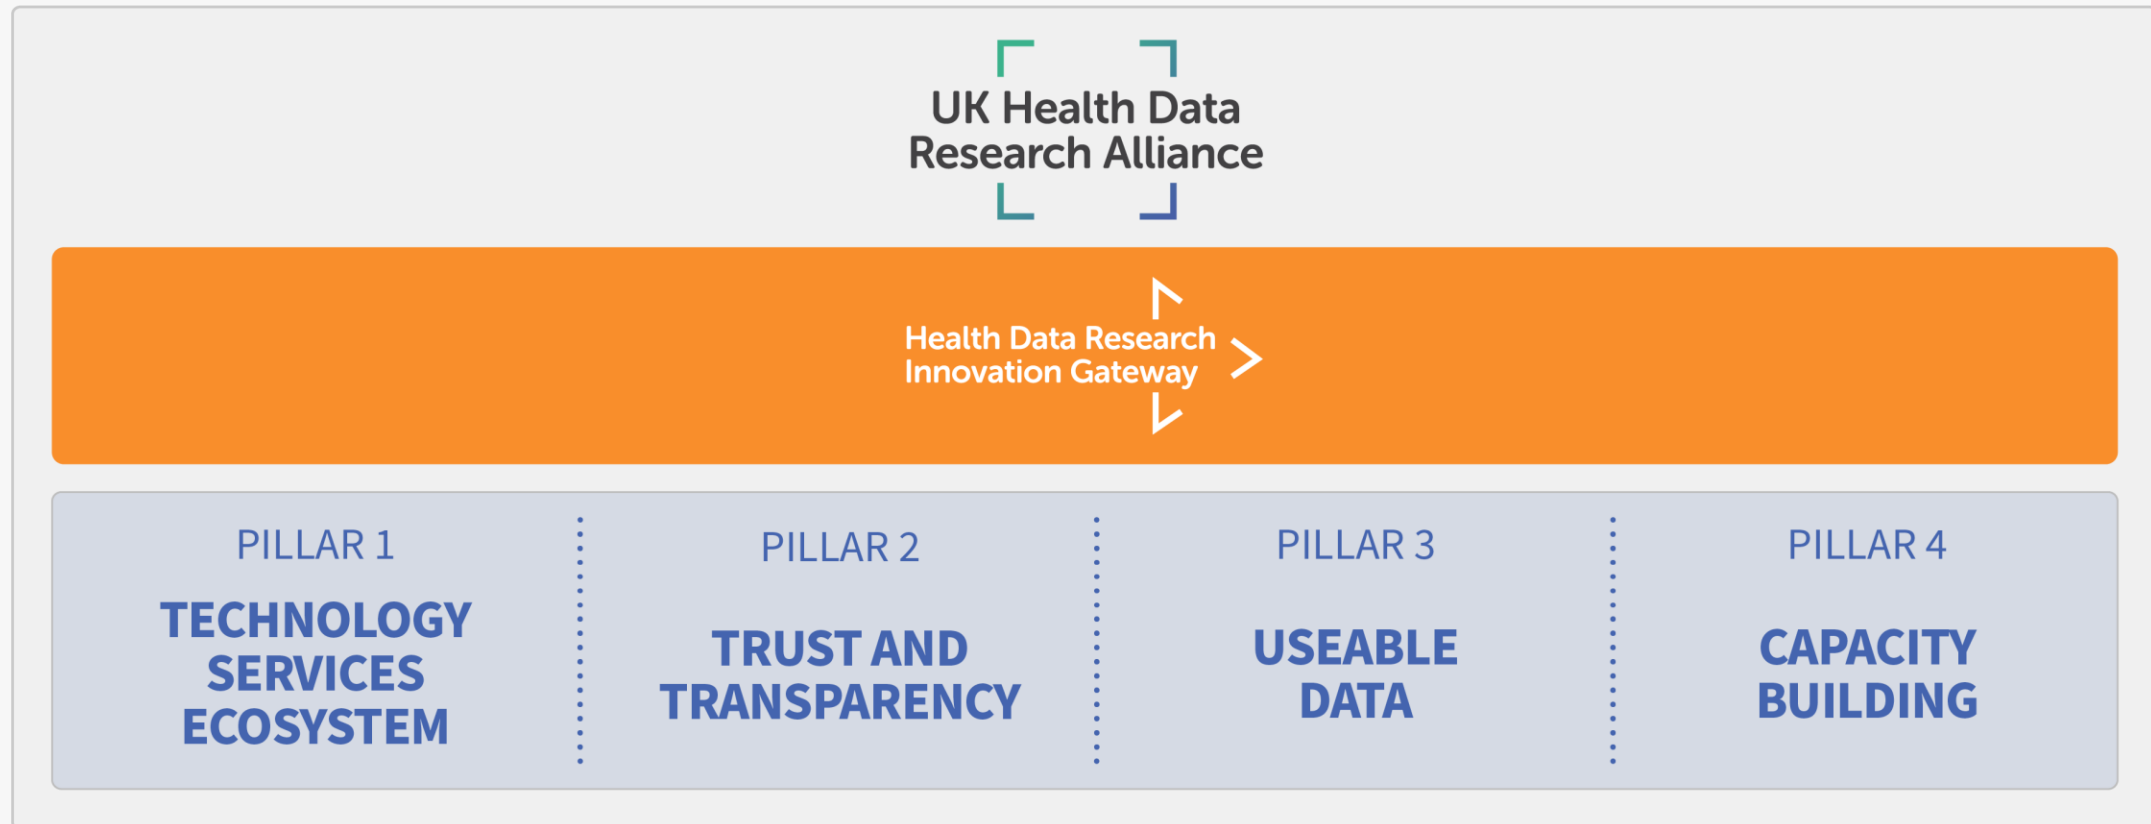 UK Health Data
Research Alliance
Health Data Research
Innovation Gateway
PILLAR 1
TECHNOLOGY
SERVICES
ECOSYSTEM
PILLAR 2
TRUST AND
TRANSPARENCY
PILLAR 3
USEABLE
DATA
PILLAR 4
CAPACITY
BUILDING